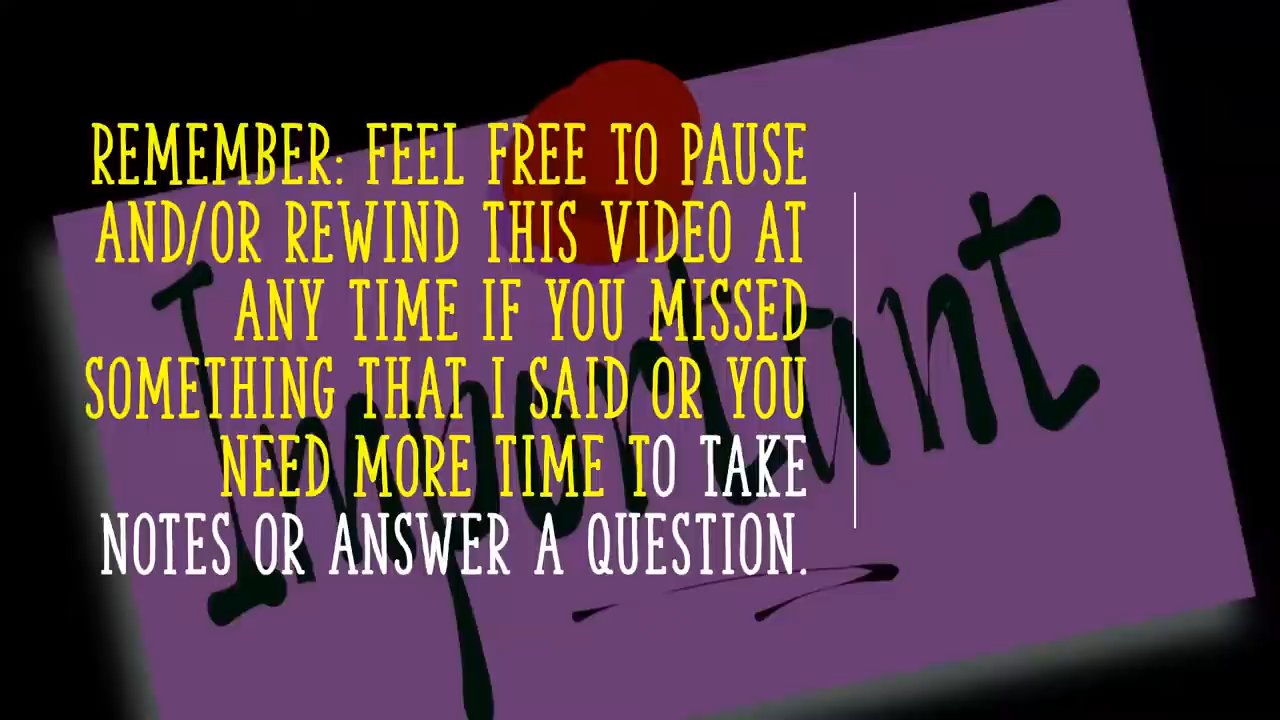 REMEMBER: FEEL FREE TO PAUSE
AND/OR REWIND THIS VIDEO AT
ANY TIME IF YOU MISSED
SOMETHING THAT I SAID OR YOU
NEED MORE TIME TO TAKE
NOTES OR ANSWER A QUESTION.
Important